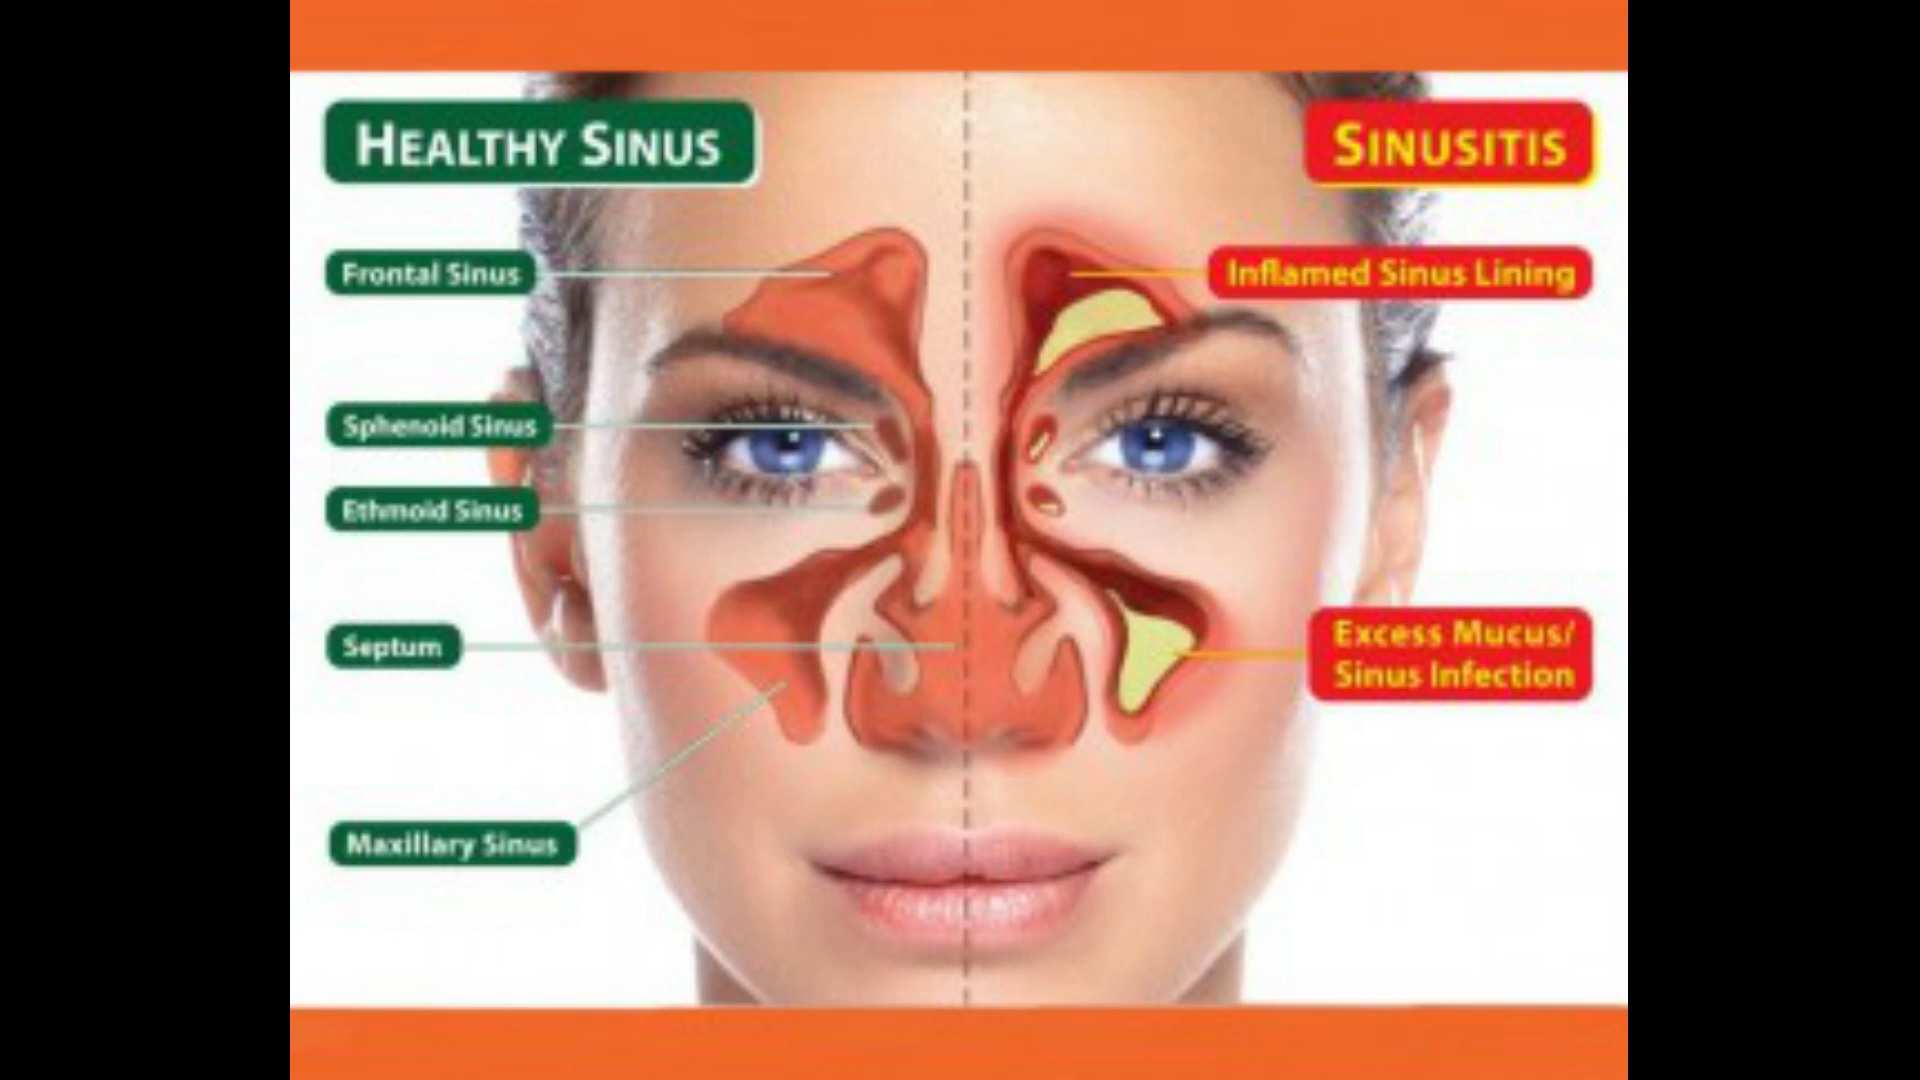 HEALTHY SINUS
Frontal Sinus
Sphenoid Sinus
Ethmoid Sinus
Septum
Maxillary Sinus
SINUSITIS
Inflamed Sinus Lining
Excess Mucus/
Sinus Infection